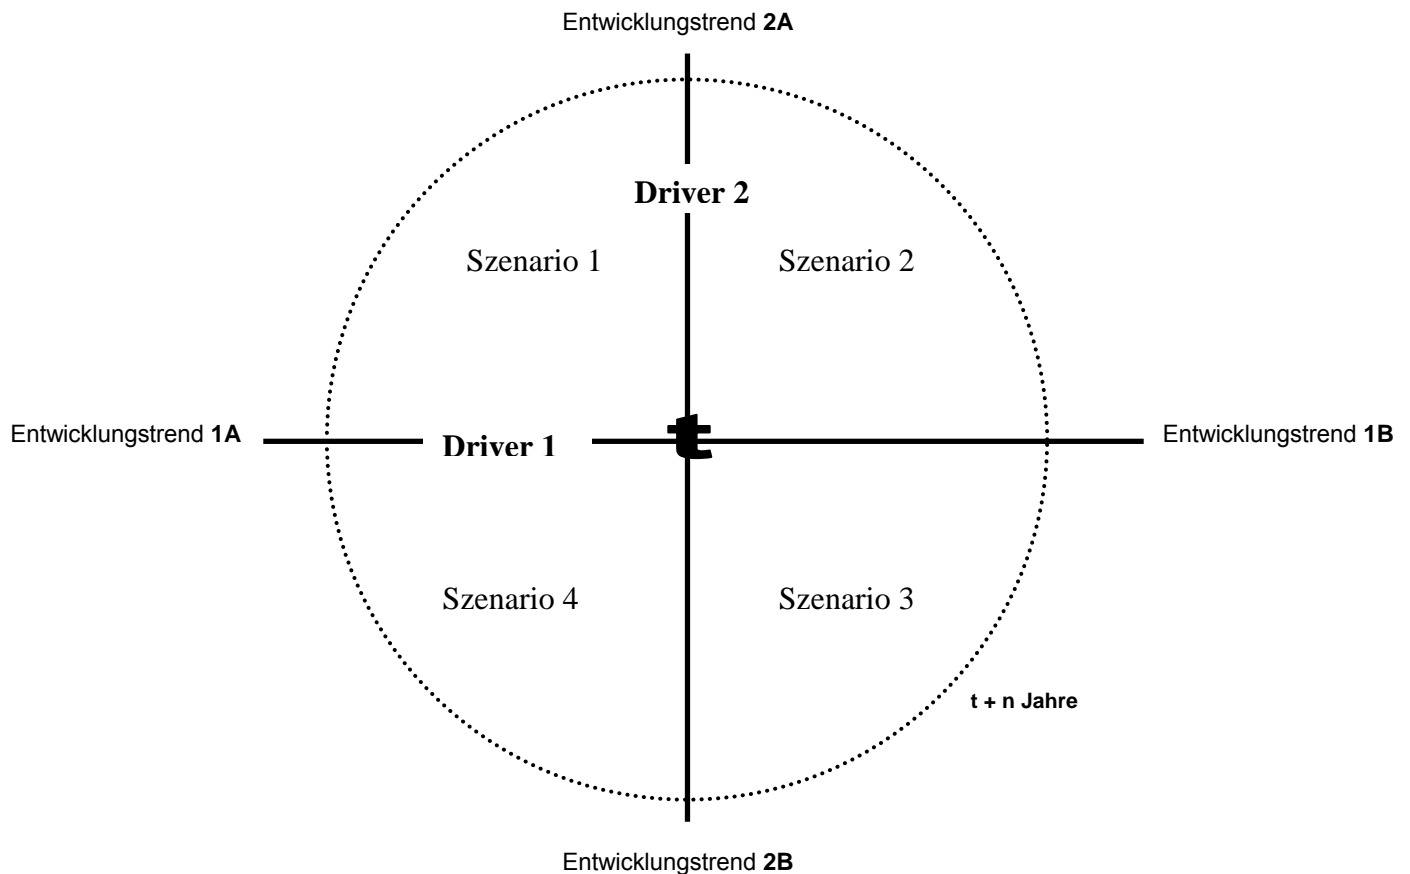 Entwicklungstrend 2A
Driver 2
Szenario 1
Szenario 2
Entwicklungstrend 1A
Driver 1
t
Entwicklungstrend 1B
Szenario 4
Szenario 3
t + n Jahre
Entwicklungstrend 2B